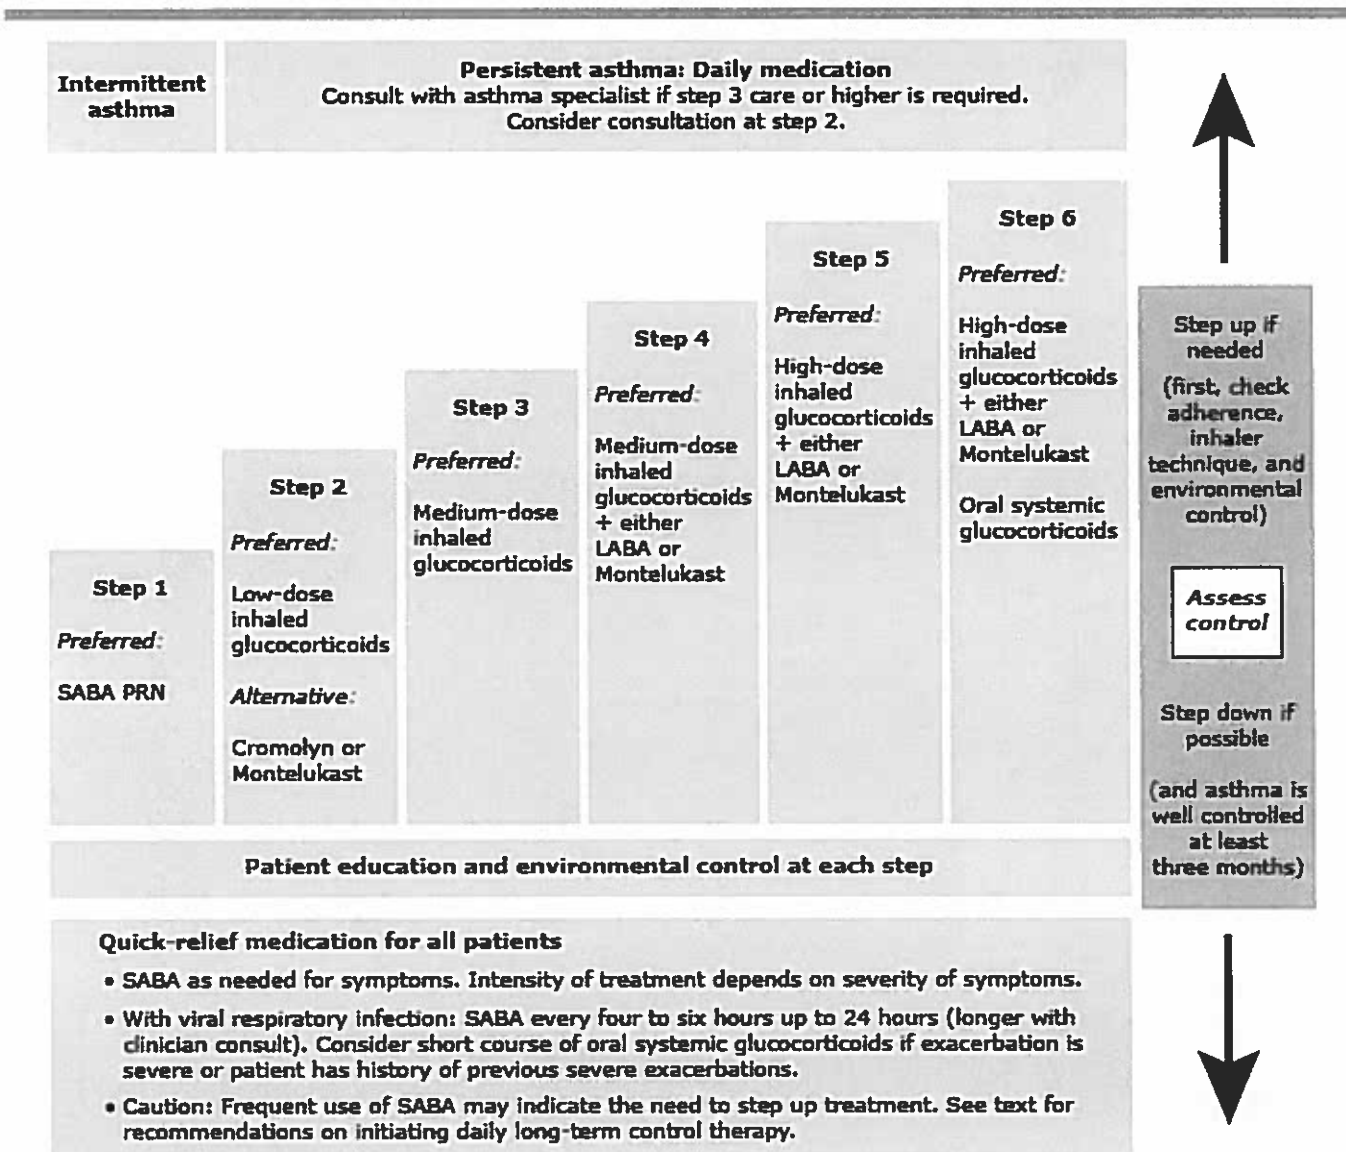 Intermittent
asthma
Persistent asthma: Daily medication
Consult with asthma specialist if step 3 care or higher is required.
Consider consultation at step 2.
Step 1
Preferred:
SABA PRN
Step 2
Preferred:
Low-dose
inhaled
glucocorticoids
Alternative:
Cromolyn or
Montelukast
Step 3
Preferred:
Medium-dose
inhaled
glucocorticoids
Step 4
Preferred:
Medium-dose
inhaled
glucocorticoids
+ either
LABA or
Montelukast
Step 5
Preferred:
High-dose
inhaled
glucocorticoids
+ either
LABA or
Montelukast
Step 6
Preferred:
High-dose
inhaled
glucocorticoids
+ either
LABA or
Montelukast
Oral systemic
glucocorticoids
Step up if
needed
(first, check
adherence,
inhaler
technique, and
environmental
control)
Assess
control
Step down if
possible
(and asthma is
well controlled
at least
three months)
Patient education and environmental control at each step
Quick-relief medication for all patients
• SABA as needed for symptoms. Intensity of treatment depends on severity of symptoms.
• With viral respiratory infection: SABA every four to six hours up to 24 hours (longer with
clinician consult). Consider short course of oral systemic glucocorticoids if exacerbation is
severe or patient has history of previous severe exacerbations.
• Caution: Frequent use of SABA may indicate the need to step up treatment. See text for
recommendations on initiating daily long-term control therapy.